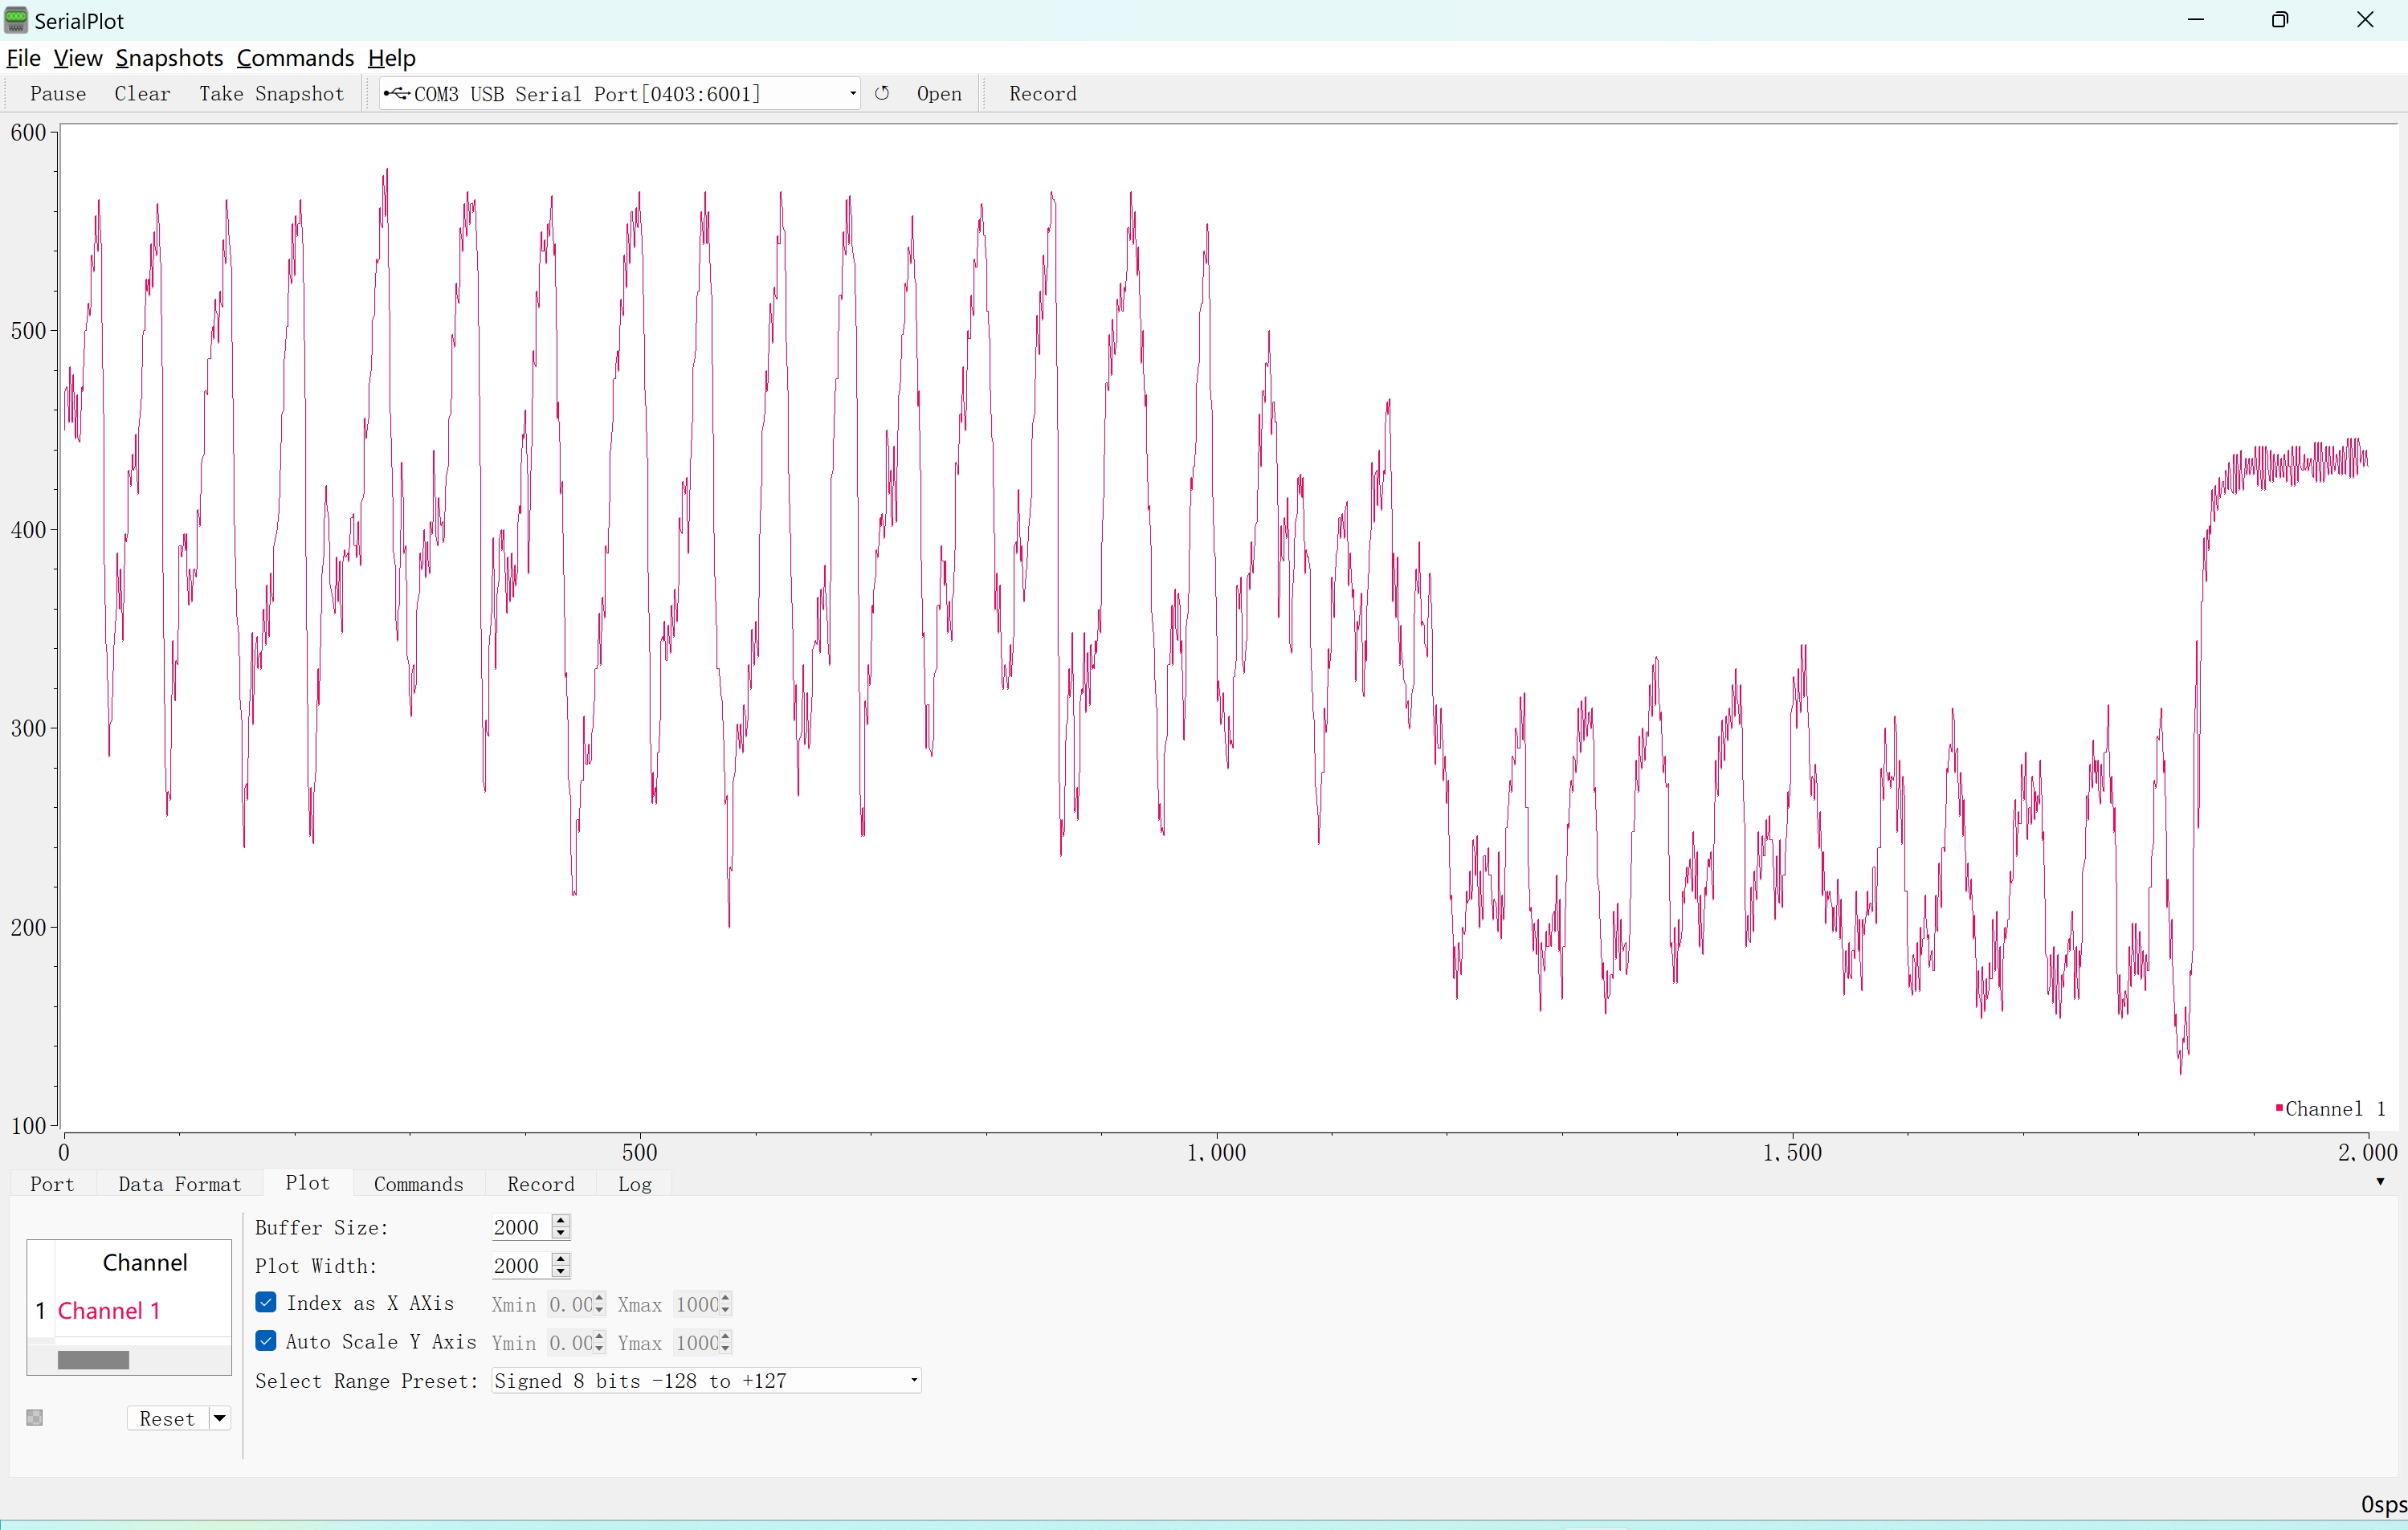 SerialPlot
File View Snapshots Commands Help
Pause Clear Take Snapshot COM3 USB Serial Port[0403:6001] Open Record
600
500
400
300
200
100
Channel 1
0 500 1,000 1,500 2,000
Port Data Format Plot Commands Record Log
Channel
1 Channel 1
Reset
Buffer Size: 2000
Plot Width: 2000
Index as X AXis Xmin 0.00 Xmax 1000
Auto Scale Y Axis Ymin 0.00 Ymax 1000
Select Range Preset: Signed 8 bits -128 to +127
0sps